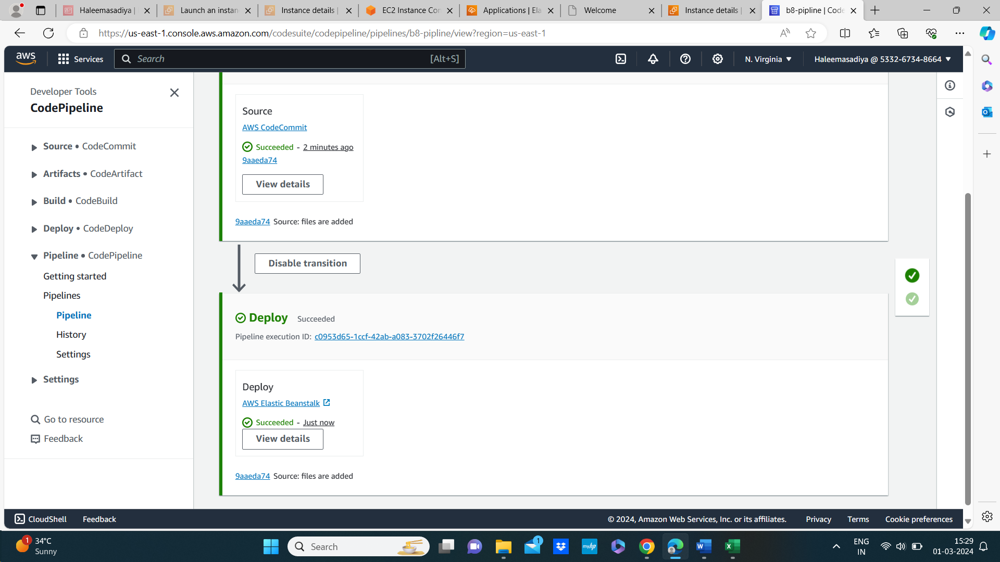 Haleemasadiya |
Launch an instan
Instance details |
EC2 Instance Con
Applications | Ela
Welcome
Instance details |
b8-pipline | Code
https://us-east-1.console.aws.amazon.com/codesuite/codepipeline/pipelines/b8-pipline/view?region=us-east-1
aws
Services
Search
[Alt+S]
N. Virginia
Haleemasadiya @ 5332-6734-8664
Developer Tools
CodePipeline
Source • CodeCommit
Artifacts • CodeArtifact
Build • CodeBuild
Deploy • CodeDeploy
Pipeline • CodePipeline
Getting started
Pipelines
Pipeline
History
Settings
Settings
Go to resource
Feedback
Source
AWS CodeCommit
Succeeded - 2 minutes ago
9aaeda74
View details
9aaeda74 Source: files are added
Disable transition
Deploy Succeeded
Pipeline execution ID: c0953d65-1ccf-42ab-a083-3702f26446f7
Deploy
AWS Elastic Beanstalk
Succeeded - Just now
View details
9aaeda74 Source: files are added
CloudShell
Feedback
© 2024, Amazon Web Services, Inc. or its affiliates.
Privacy
Terms
Cookie preferences
1
34°C
Sunny
Search
1
myhp
ENG
IN
15:29
01-03-2024